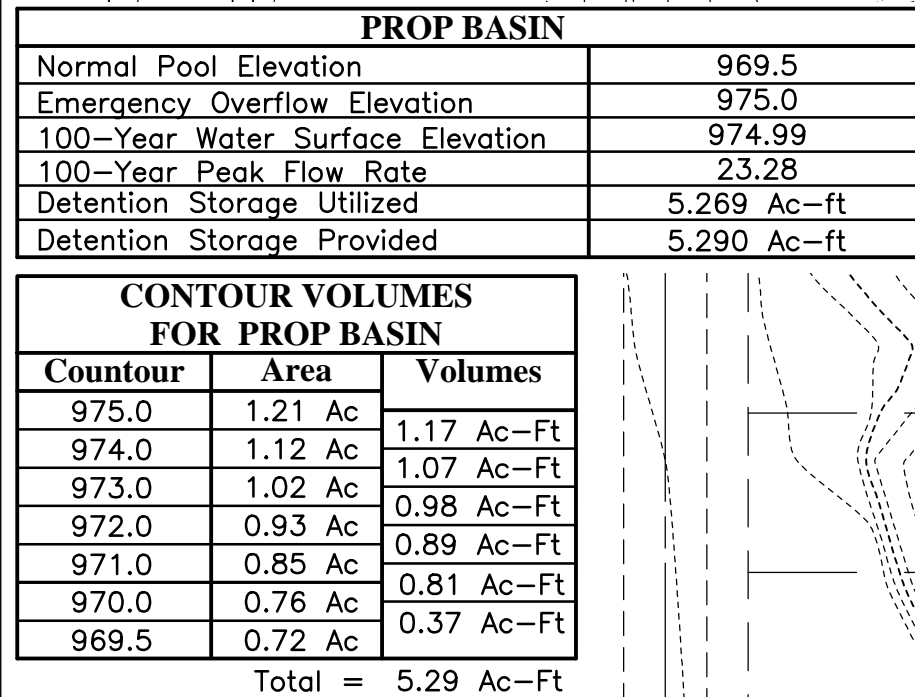 PROP BASIN
Normal Pool Elevation 969.5
Emergency Overflow Elevation 975.0
100-Year Water Surface Elevation 974.99
100-Year Peak Flow Rate 23.28
Detention Storage Utilized 5.269 Ac-ft
Detention Storage Provided 5.290 Ac-ft
CONTOUR VOLUMES
FOR PROP BASIN
Countour Area Volumes
975.0 1.21 Ac
1.17 Ac-Ft
974.0 1.12 Ac
1.07 Ac-Ft
973.0 1.02 Ac
0.98 Ac-Ft
972.0 0.93 Ac
0.89 Ac-Ft
971.0 0.85 Ac
0.81 Ac-Ft
970.0 0.76 Ac
0.37 Ac-Ft
969.5 0.72 Ac
Total = 5.29 Ac-Ft